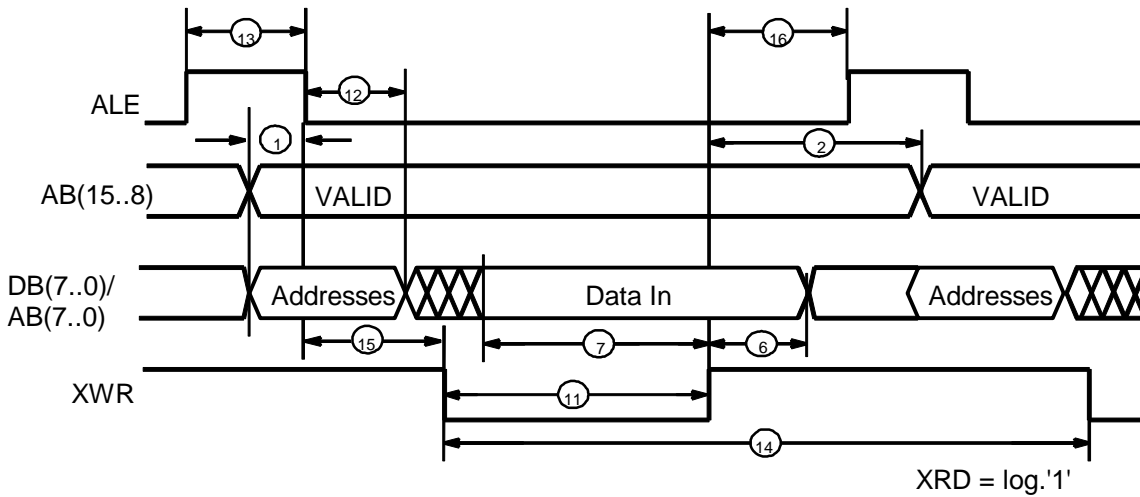 13
16
12
ALE
1
2
AB(15..8)
VALID
VALID
DB(7..0)/
AB(7..0)
Addresses
Data In
Addresses
15
7
6
XWR
11
14
XRD = log.'1'